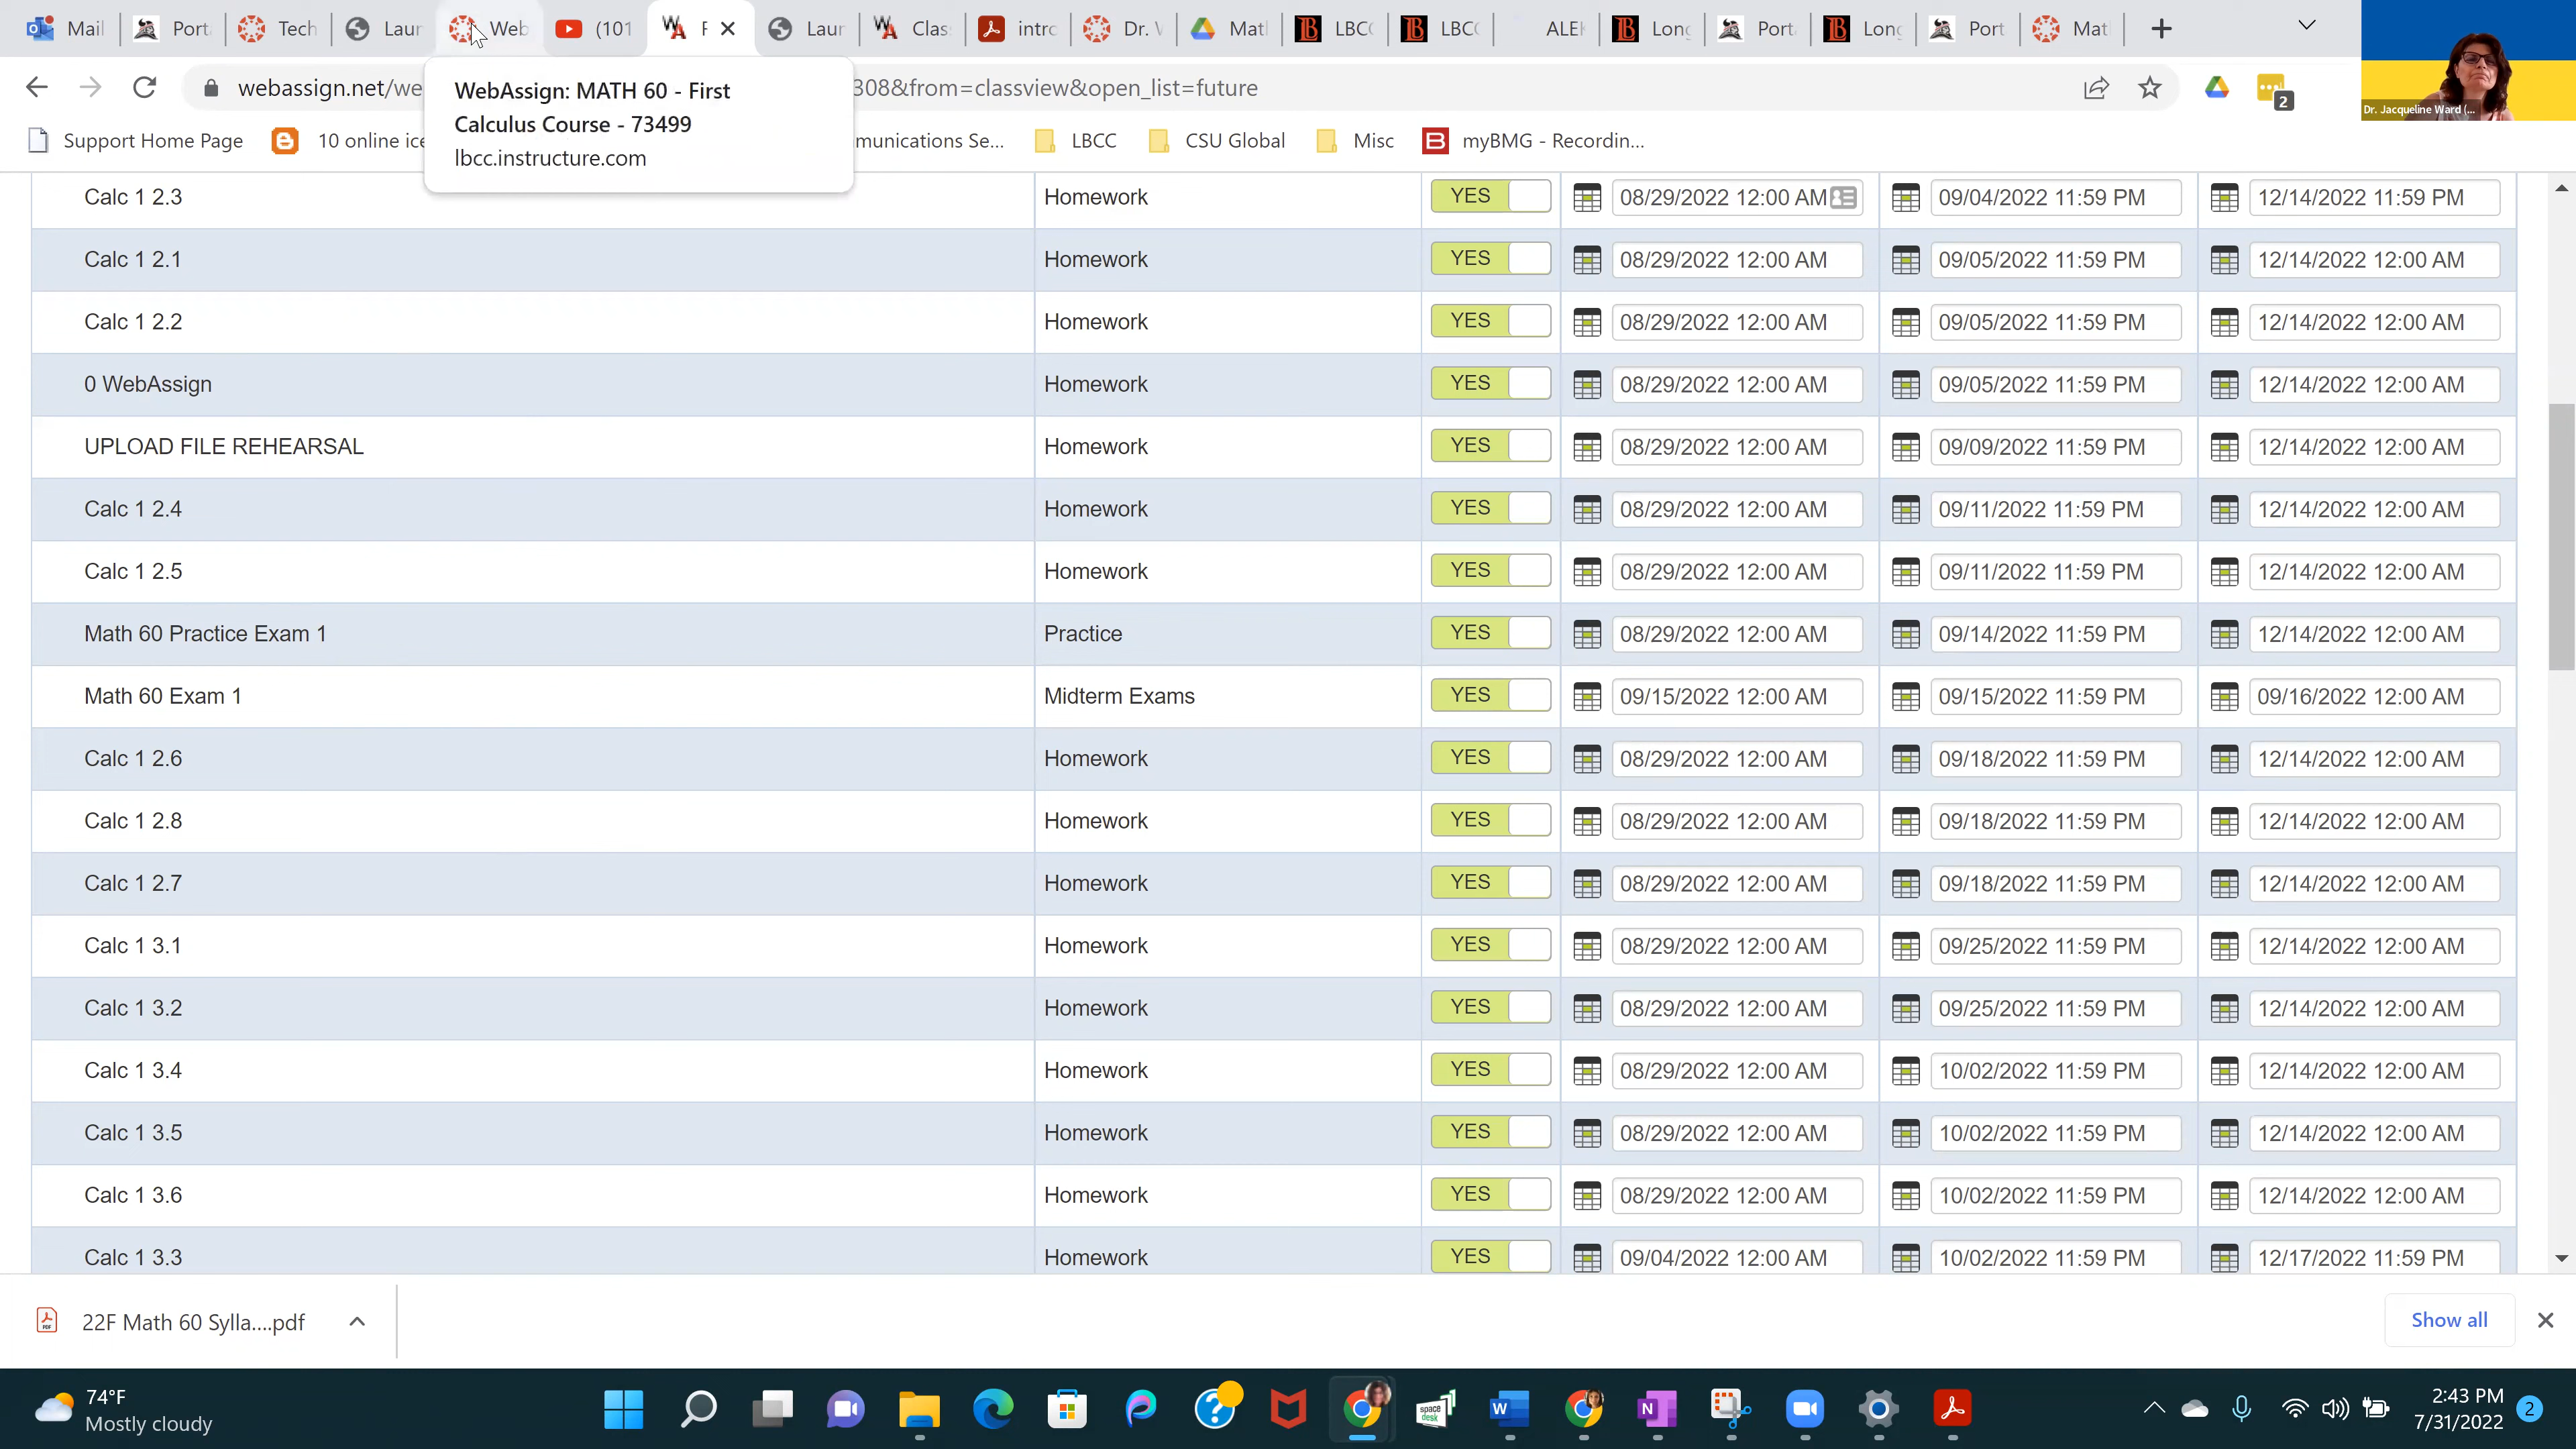 Mail
Port
Tech
Laur
Web
(101
F
Laur
Clas
intro
Dr. V
Mat
LBCC
LBCC
ALEK
Long
Port
Long
Port
Mat
webassign.net/we
308&from=classview&open_list=future
WebAssign: MATH 60 - First
Calculus Course - 73499
lbcc.instructure.com
Dr. Jacqueline Ward (...
2
Support Home Page
10 online ice
munications Se...
LBCC
CSU Global
Misc
myBMG - Recordin...
Calc 1 2.3 Homework YES 08/29/2022 12:00 AM 09/04/2022 11:59 PM 12/14/2022 11:59 PM
Calc 1 2.1 Homework YES 08/29/2022 12:00 AM 09/05/2022 11:59 PM 12/14/2022 12:00 AM
Calc 1 2.2 Homework YES 08/29/2022 12:00 AM 09/05/2022 11:59 PM 12/14/2022 12:00 AM
0 WebAssign Homework YES 08/29/2022 12:00 AM 09/05/2022 11:59 PM 12/14/2022 12:00 AM
UPLOAD FILE REHEARSAL Homework YES 08/29/2022 12:00 AM 09/09/2022 11:59 PM 12/14/2022 12:00 AM
Calc 1 2.4 Homework YES 08/29/2022 12:00 AM 09/11/2022 11:59 PM 12/14/2022 12:00 AM
Calc 1 2.5 Homework YES 08/29/2022 12:00 AM 09/11/2022 11:59 PM 12/14/2022 12:00 AM
Math 60 Practice Exam 1 Practice YES 08/29/2022 12:00 AM 09/14/2022 11:59 PM 12/14/2022 12:00 AM
Math 60 Exam 1 Midterm Exams YES 09/15/2022 12:00 AM 09/15/2022 11:59 PM 09/16/2022 12:00 AM
Calc 1 2.6 Homework YES 08/29/2022 12:00 AM 09/18/2022 11:59 PM 12/14/2022 12:00 AM
Calc 1 2.8 Homework YES 08/29/2022 12:00 AM 09/18/2022 11:59 PM 12/14/2022 12:00 AM
Calc 1 2.7 Homework YES 08/29/2022 12:00 AM 09/18/2022 11:59 PM 12/14/2022 12:00 AM
Calc 1 3.1 Homework YES 08/29/2022 12:00 AM 09/25/2022 11:59 PM 12/14/2022 12:00 AM
Calc 1 3.2 Homework YES 08/29/2022 12:00 AM 09/25/2022 11:59 PM 12/14/2022 12:00 AM
Calc 1 3.4 Homework YES 08/29/2022 12:00 AM 10/02/2022 11:59 PM 12/14/2022 12:00 AM
Calc 1 3.5 Homework YES 08/29/2022 12:00 AM 10/02/2022 11:59 PM 12/14/2022 12:00 AM
Calc 1 3.6 Homework YES 08/29/2022 12:00 AM 10/02/2022 11:59 PM 12/14/2022 12:00 AM
Calc 1 3.3 Homework YES 09/04/2022 12:00 AM 10/02/2022 11:59 PM 12/17/2022 11:59 PM
22F Math 60 Sylla....pdf
Show all
74°F
Mostly cloudy
space desk
2:43 PM
7/31/2022
2